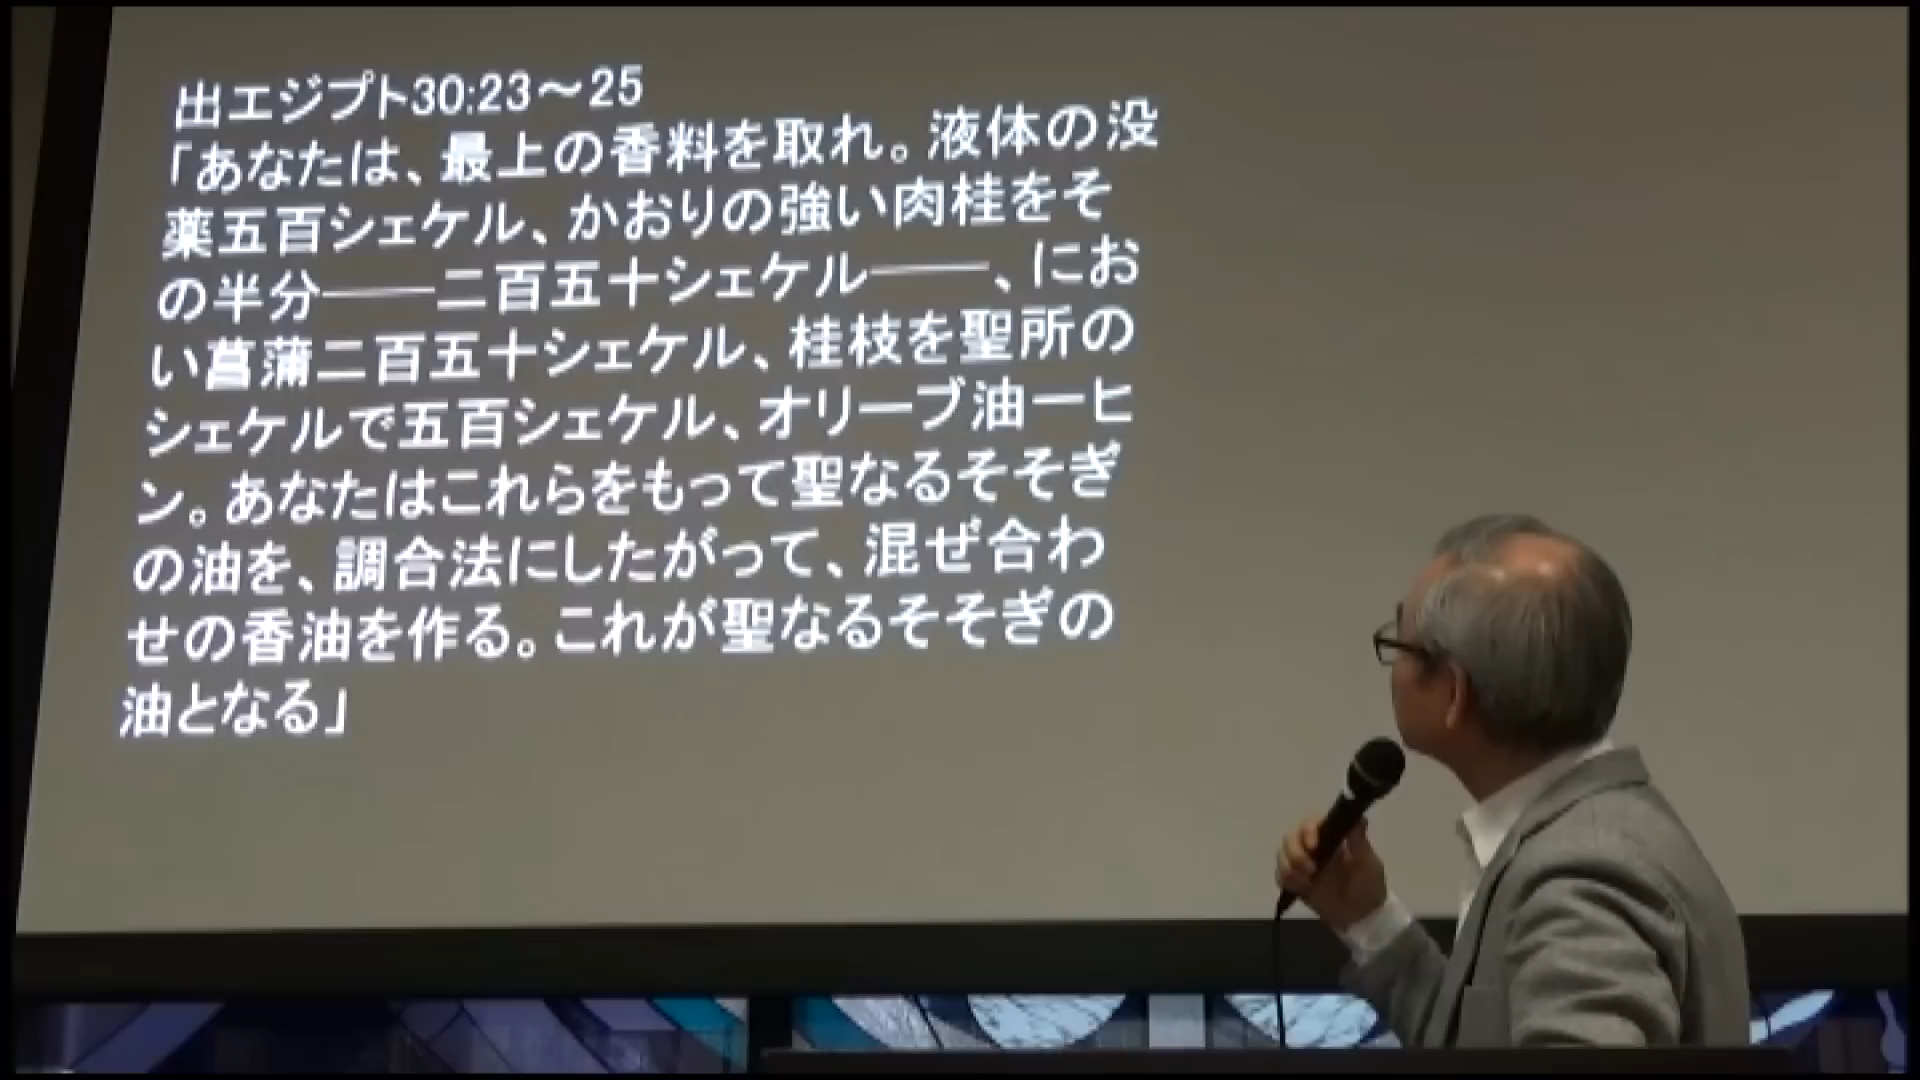 出エジプト30:23～25
「あなたは、最上の香料を取れ。液体の没
薬五百シェケル、かおりの強い肉桂をそ
の半分――二百五十シェケル――、にお
い菖蒲二百五十シェケル、桂枝を聖所の
シェケルで五百シェケル、オリーブ油一ヒ
ン。あなたはこれらをもって聖なるそそぎ
の油を、調合法にしたがって、混ぜ合わ
せの香油を作る。これが聖なるそそぎの
油となる」